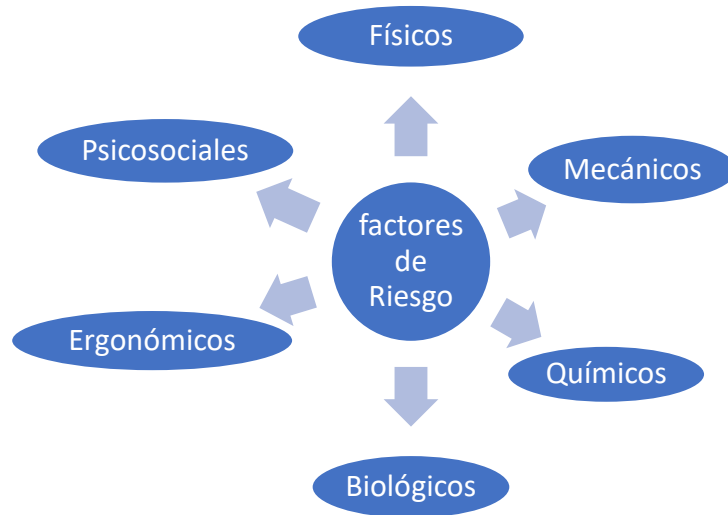 Físicos
Psicosociales
Mecánicos
factores
de
Riesgo
Ergonómicos
Químicos
Biológicos